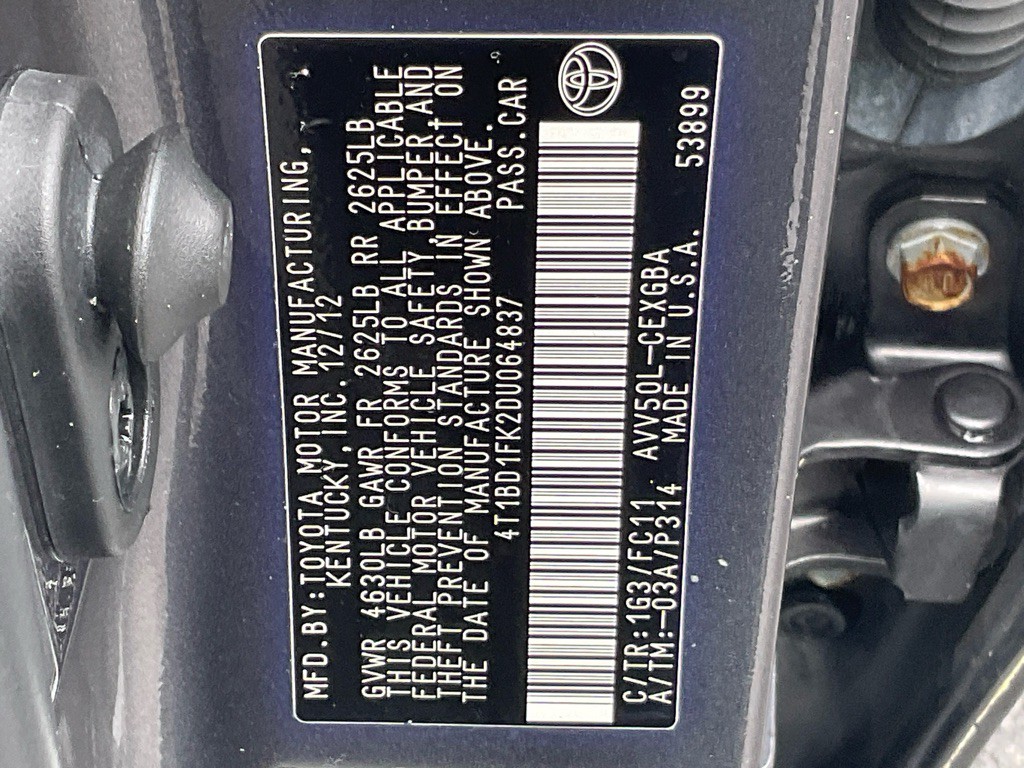 MFD.BY:TOYOTA MOTOR MANUFACTURING,
KENTUCKY,INC. 12/12
GVWR 4630LB GAWR FR 2625LB RR 2625LB
THIS VEHICLE CONFORMS TO ALL APPLICABLE
FEDERAL MOTOR VEHICLE SAFETY, BUMPER, AND
THEFT PREVENTION STANDARDS IN EFFECT ON
THE DATE OF MANUFACTURE SHOWN ABOVE.
4T1BD1FK2DU064837 PASS.CAR
C/TR:1G3/FC11 AVV50L-CEXGBA 53899
A/TM:-03A/P314 MADE IN U.S.A.